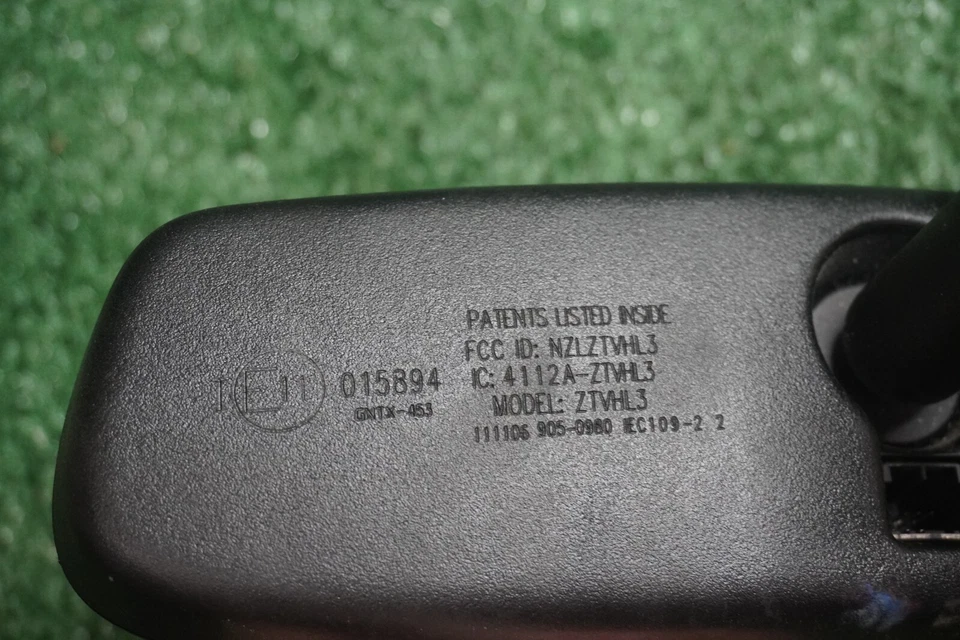 I E11 015894
GNTX-453
PATENTS LISTED INSIDE
FCC ID: NZLZTVHL3
IC: 4112A-ZTVHL3
MODEL: ZTVHL3
111106 905-0980 IEC109-2 2